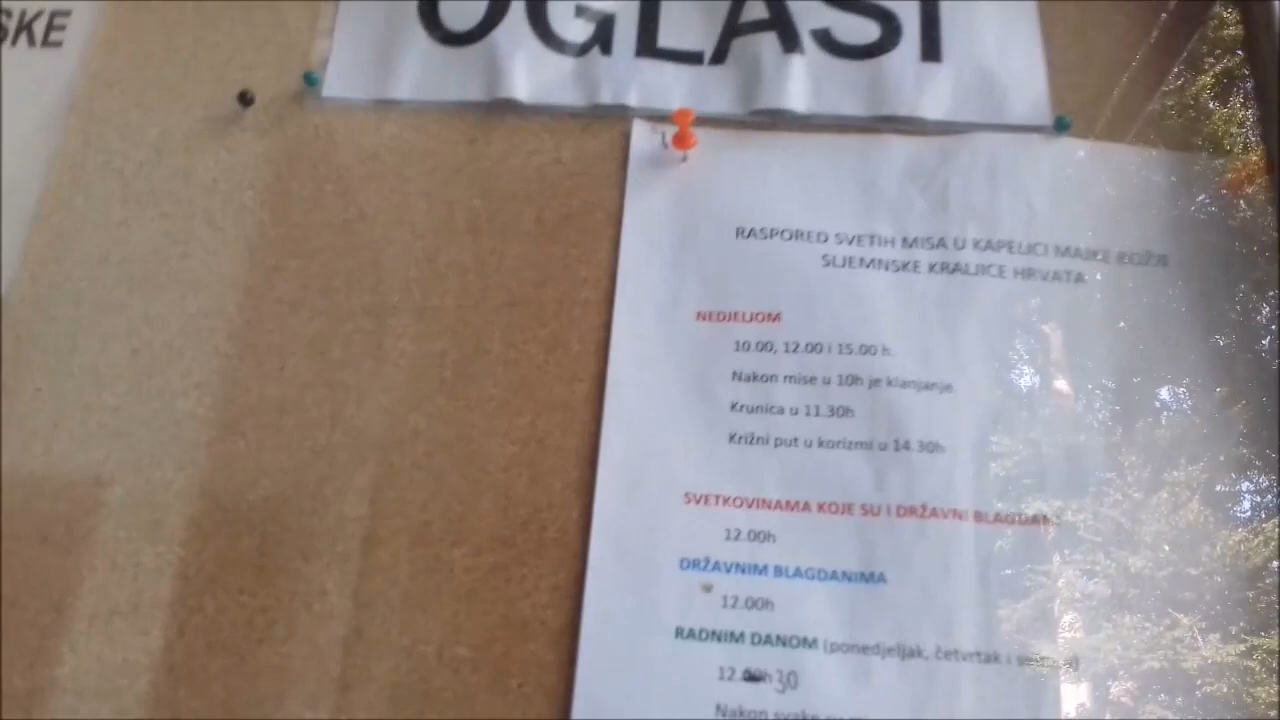 SKE
OGLASI
RASPORED SVETIH MISA U KAPELICI MAJKE BOŽJE
SLJEMNSKE KRALJICE HRVATA
NEDJELJOM
10.00, 12.00 i 15.00 h.
Nakon mise u 10h je klanjanje.
Krunica u 11.30h
Križni put u korizmi u 14.30h
SVETKOVINAMA KOJE SU I DRŽAVNI BLAGDANI
12.00h
DRŽAVNIM BLAGDANIMA
12.00h
RADNIM DANOM (ponedjeljak, četvrtak i
12. h 30
Nakon svake